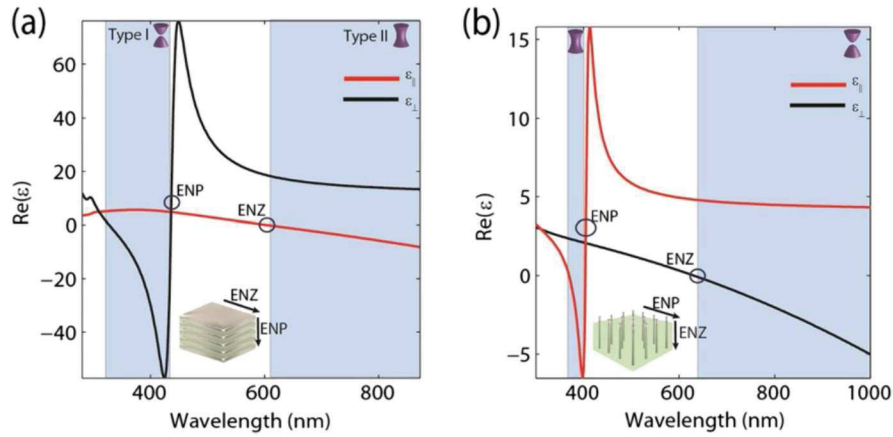 (a)
Type I
Type II
ε||
ε⊥
60
40
20
0
−20
−40
Re(ε)
ENP
ENZ
ENZ
ENP
400
600
800
Wavelength (nm)
(b)
ε||
ε⊥
15
10
5
0
−5
Re(ε)
ENP
ENZ
ENP
ENZ
400
600
800
1000
Wavelength (nm)